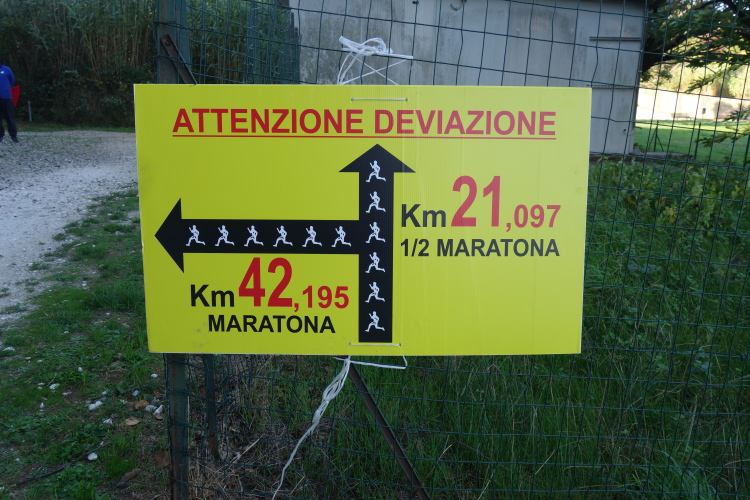 ATTENZIONE DEVIAZIONE
Km 21,097
1/2 MARATONA
Km 42,195
MARATONA